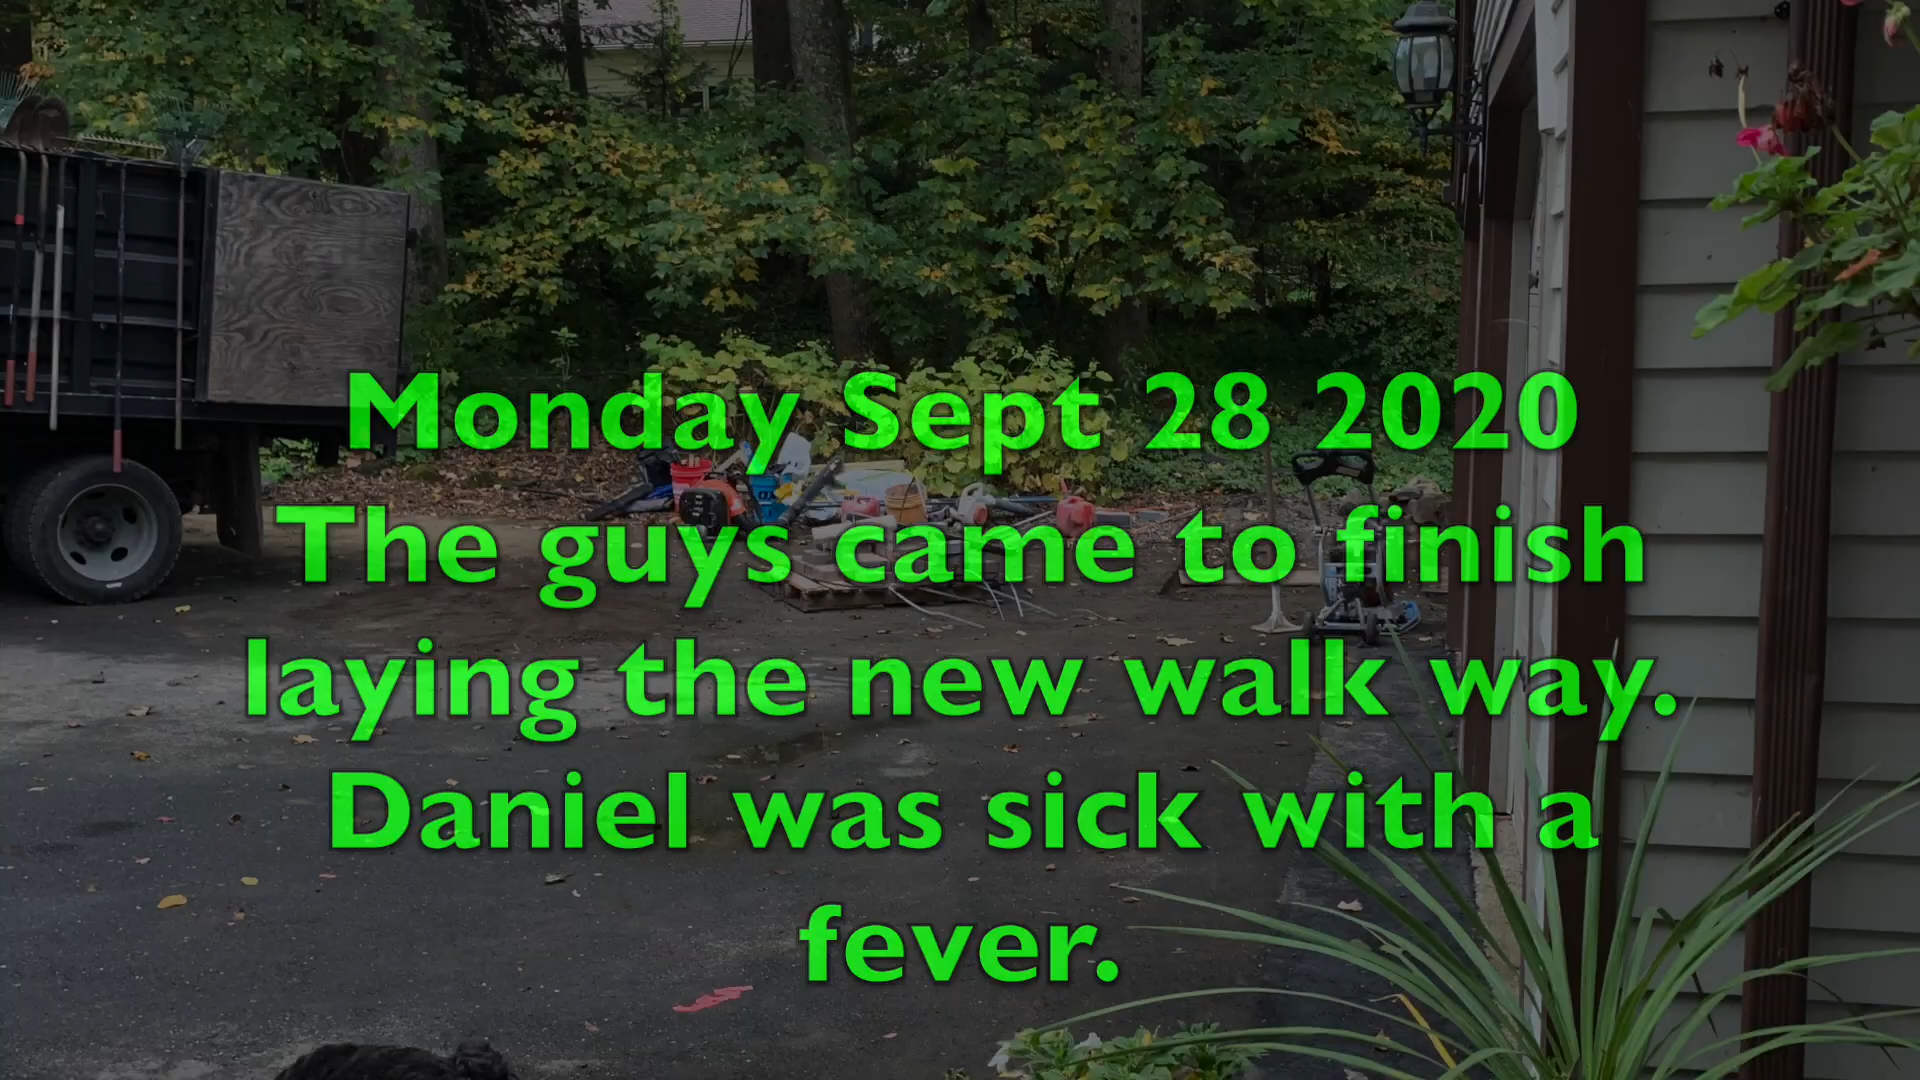 Monday Sept 28 2020
The guys came to finish
laying the new walk way.
Daniel was sick with a
fever.